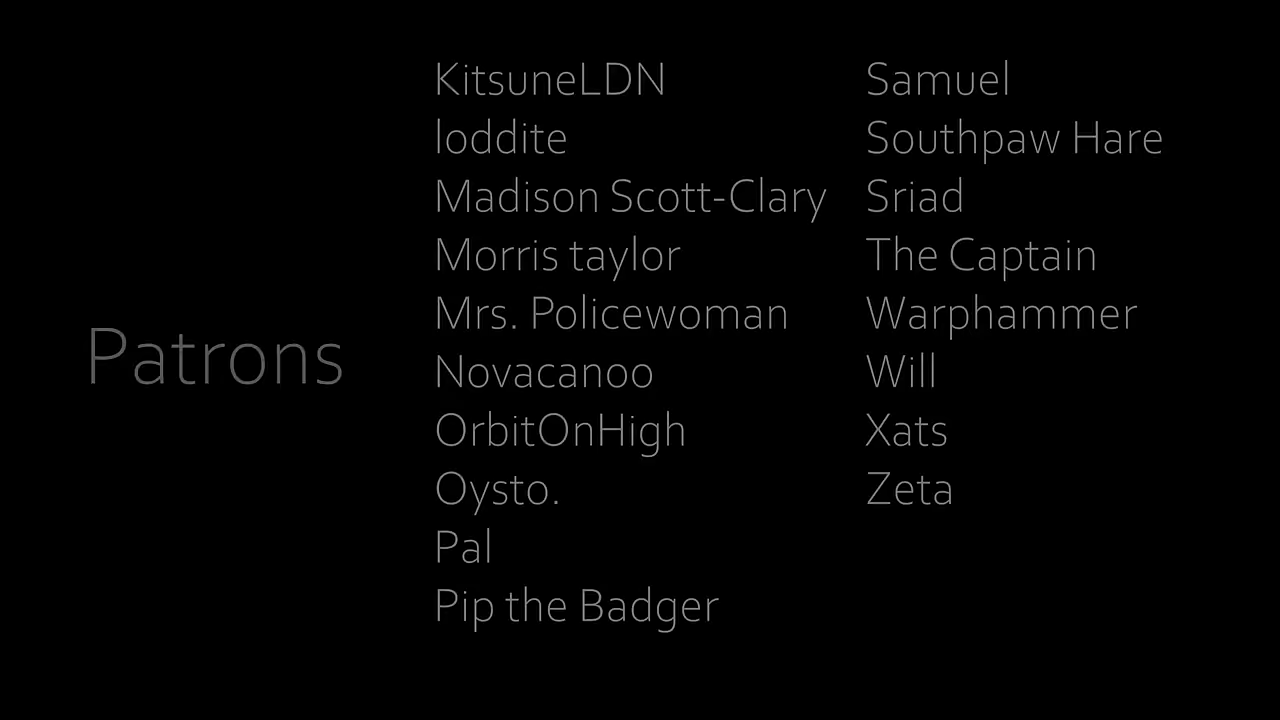 Patrons
KitsuneLDN
loddite
Madison Scott-Clary
Morris taylor
Mrs. Policewoman
Novacanoo
OrbitOnHigh
Oysto.
Pal
Pip the Badger
Samuel
Southpaw Hare
Sriad
The Captain
Warphammer
Will
Xats
Zeta